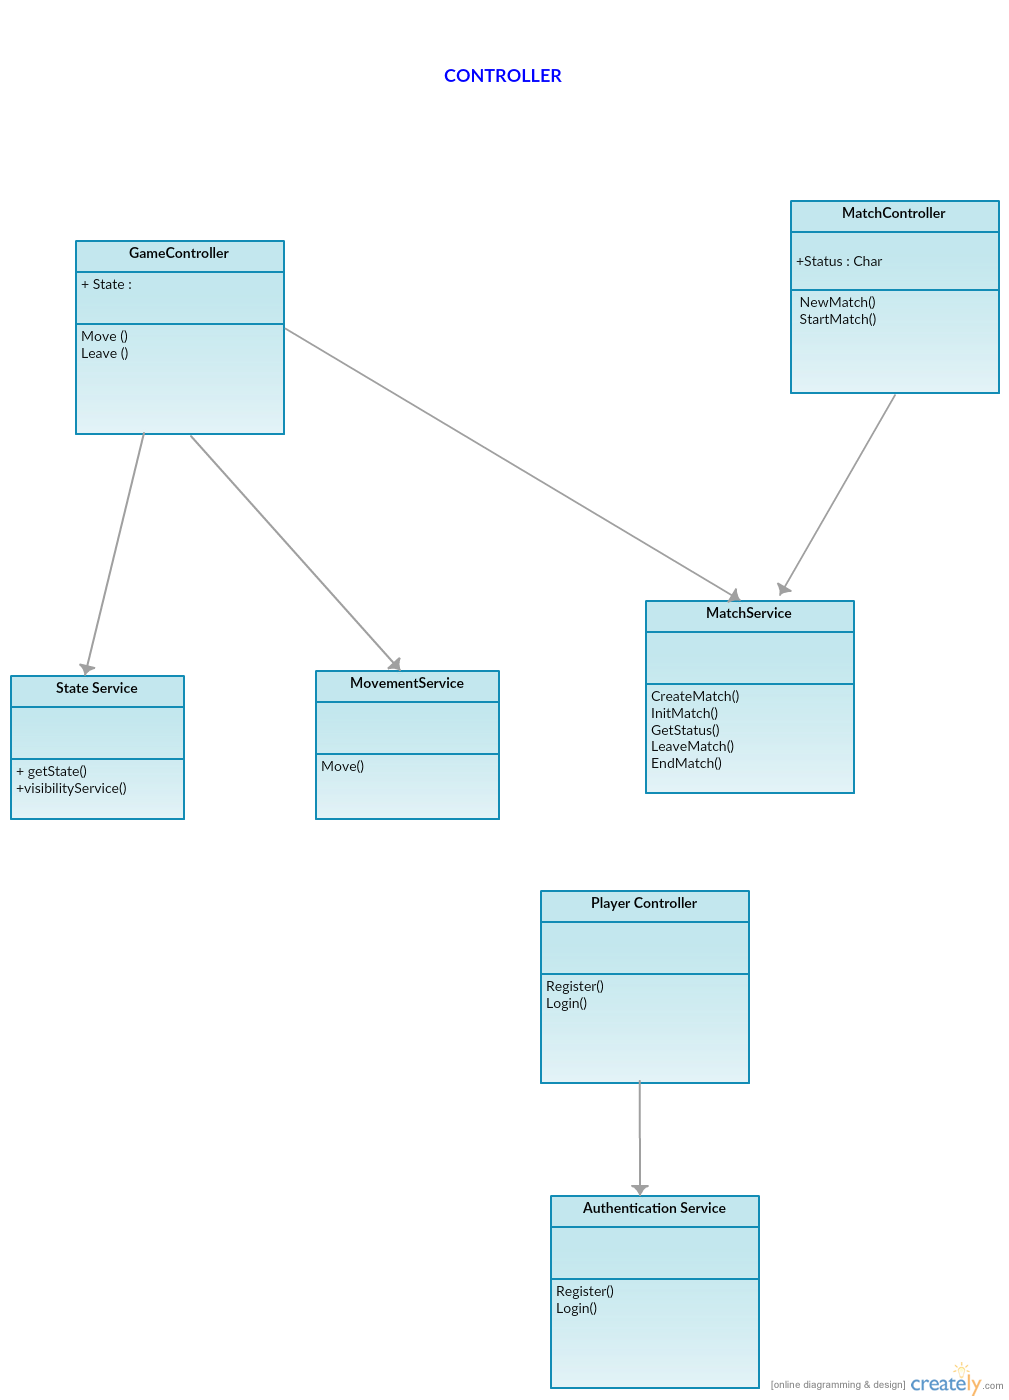 CONTROLLER
MatchController
+Status : Char
NewMatch()
StartMatch()
GameController
+ State :
Move ()
Leave ()
State Service
+ getState()
+visibilityService()
MovementService
Move()
MatchService
CreateMatch()
InitMatch()
GetStatus()
LeaveMatch()
EndMatch()
Player Controller
Register()
Login()
Authentication Service
Register()
Login()
[online diagramming & design] creately.com